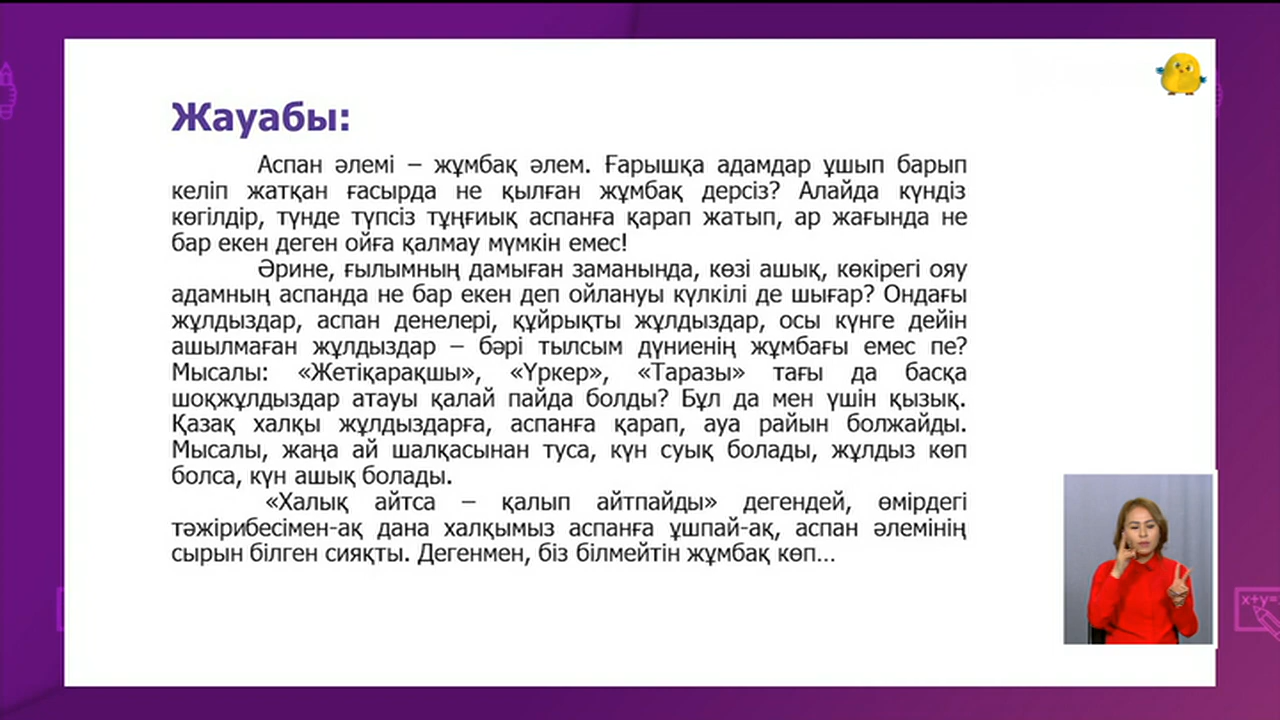 Жауабы:
Аспан әлемі – жұмбақ әлем. Ғарышқа адамдар ұшып барып
келіп жатқан ғасырда не қылған жұмбақ дерсіз? Алайда күндіз
көгілдір, түнде түпсіз тұңғиық аспанға қарап жатып, ар жағында не
бар екен деген ойға қалмау мүмкін емес!
Әрине, ғылымның дамыған заманында, көзі ашық, көкірегі ояу
адамның аспанда не бар екен деп ойлануы күлкілі де шығар? Ондағы
жұлдыздар, аспан денелері, құйрықты жұлдыздар, осы күнге дейін
ашылмаған жұлдыздар – бәрі тылсым дүниенің жұмбағы емес пе?
Мысалы: «Жетіқарақшы», «Үркер», «Таразы» тағы да басқа
шоқжұлдыздар атауы қалай пайда болды? Бұл да мен үшін қызық.
Қазақ халқы жұлдыздарға, аспанға қарап, ауа райын болжайды.
Мысалы, жаңа ай шалқасынан туса, күн суық болады, жұлдыз көп
болса, күн ашық болады.
«Халық айтса – қалып айтпайды» дегендей, өмірдегі
тәжірибесімен-ақ дана халқымыз аспанға ұшпай-ақ, аспан әлемінің
сырын білген сияқты. Дегенмен, біз білмейтін жұмбақ көп...
x+y=